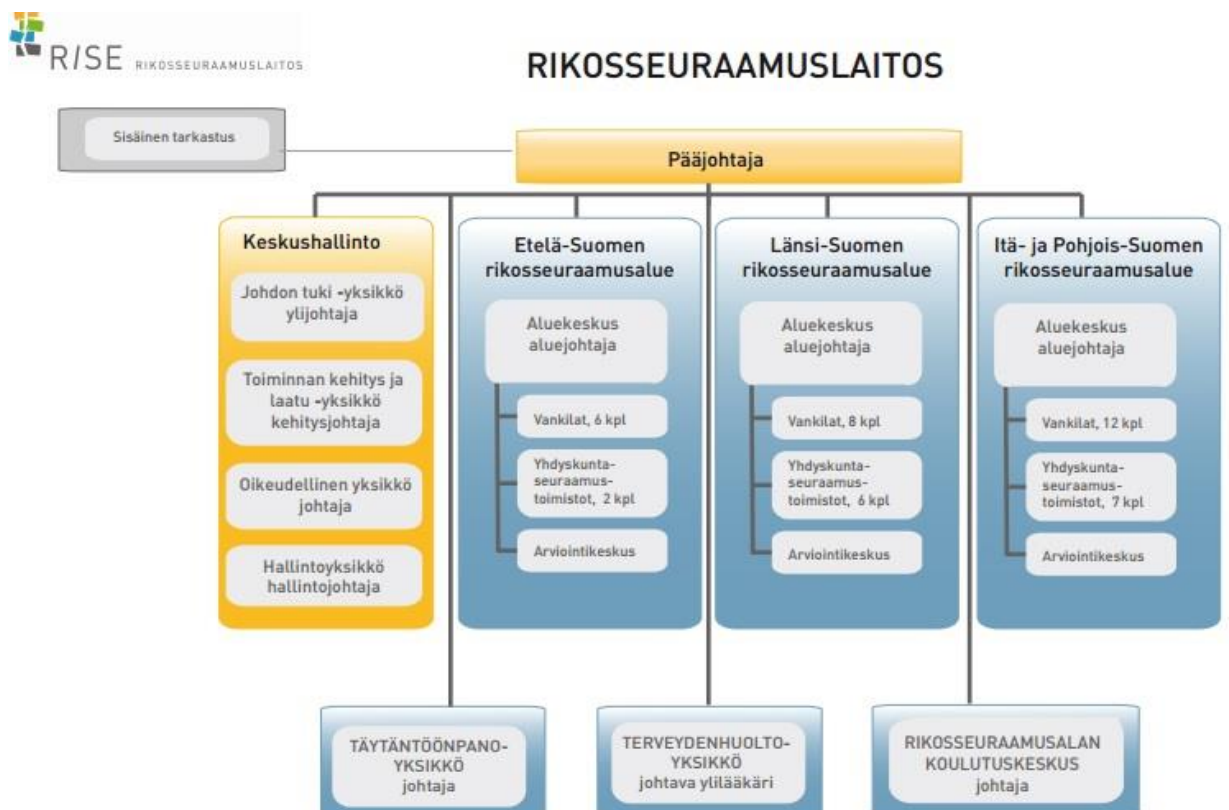 RISE RIKOSSEURAAMUSLAITOS
RIKOSSEURAAMUSLAITOS
Sisäinen tarkastus
Pääjohtaja
Keskushallinto
Johdon tuki -yksikkö
ylijohtaja
Toiminnan kehitys ja
laatu -yksikkö
kehitysjohtaja
Oikeudellinen yksikkö
johtaja
Hallintoyksikkö
hallintojohtaja
Etelä-Suomen
rikosseuraamusalue
Aluekeskus
aluejohtaja
Vankilat, 6 kpl
Yhdyskunta-
seuraamus-
toimistot, 2 kpl
Arviointikeskus
Länsi-Suomen
rikosseuraamusalue
Aluekeskus
aluejohtaja
Vankilat, 8 kpl
Yhdyskunta-
seuraamus-
toimistot, 6 kpl
Arviointikeskus
Itä- ja Pohjois-Suomen
rikosseuraamusalue
Aluekeskus
aluejohtaja
Vankilat, 12 kpl
Yhdyskunta-
seuraamus-
toimistot, 7 kpl
Arviointikeskus
TÄYTÄNTÖÖNPANO-
YKSIKKÖ
johtaja
TERVEYDENHUOLTO-
YKSIKKÖ
johtava ylilääkäri
RIKOSSEURAAMUSALAN
KOULUTUSKESKUS
johtaja